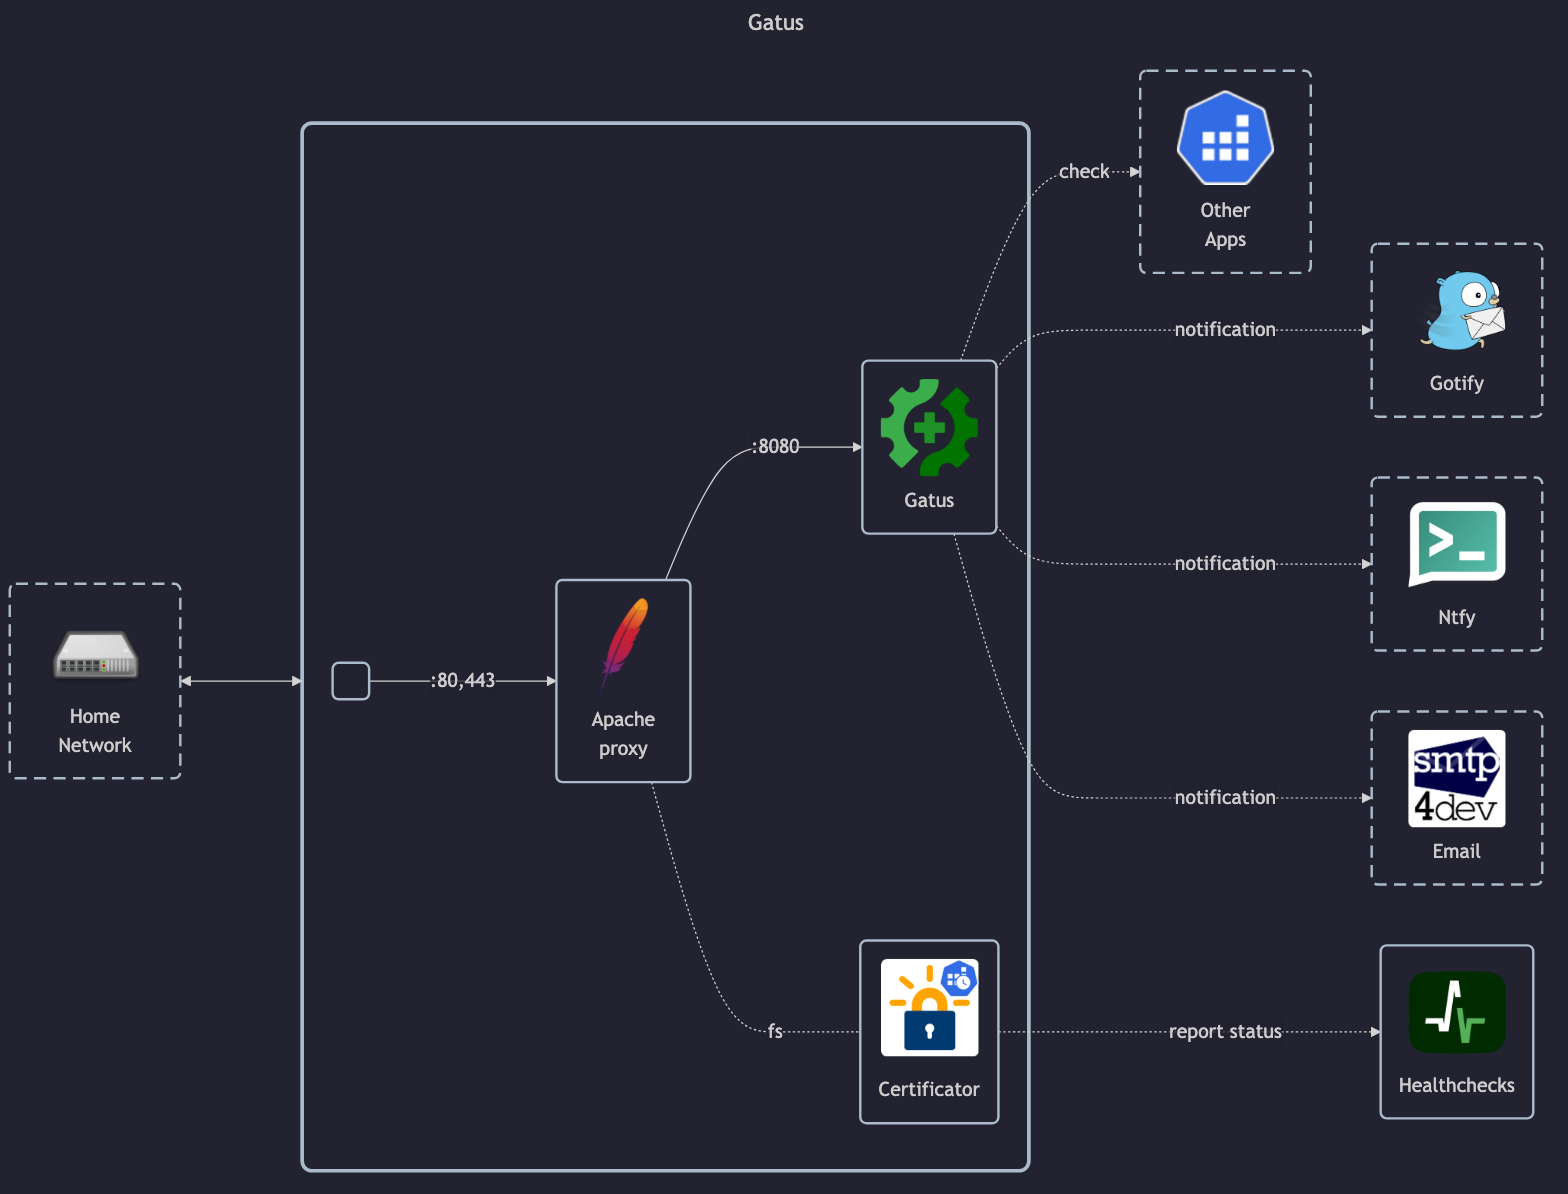 Gatus
check
Other
Apps
notification
Gotify
:8080
Gatus
notification
Ntfy
Home
Network
:80,443
Apache
proxy
notification
smtp
4dev
Email
fs
Certificator
report status
Healthchecks